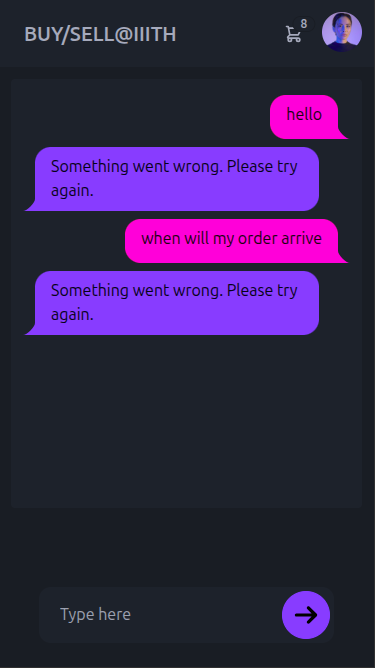 BUY/SELL@IIITH
8
hello
Something went wrong. Please try
again.
when will my order arrive
Something went wrong. Please try
again.
Type here